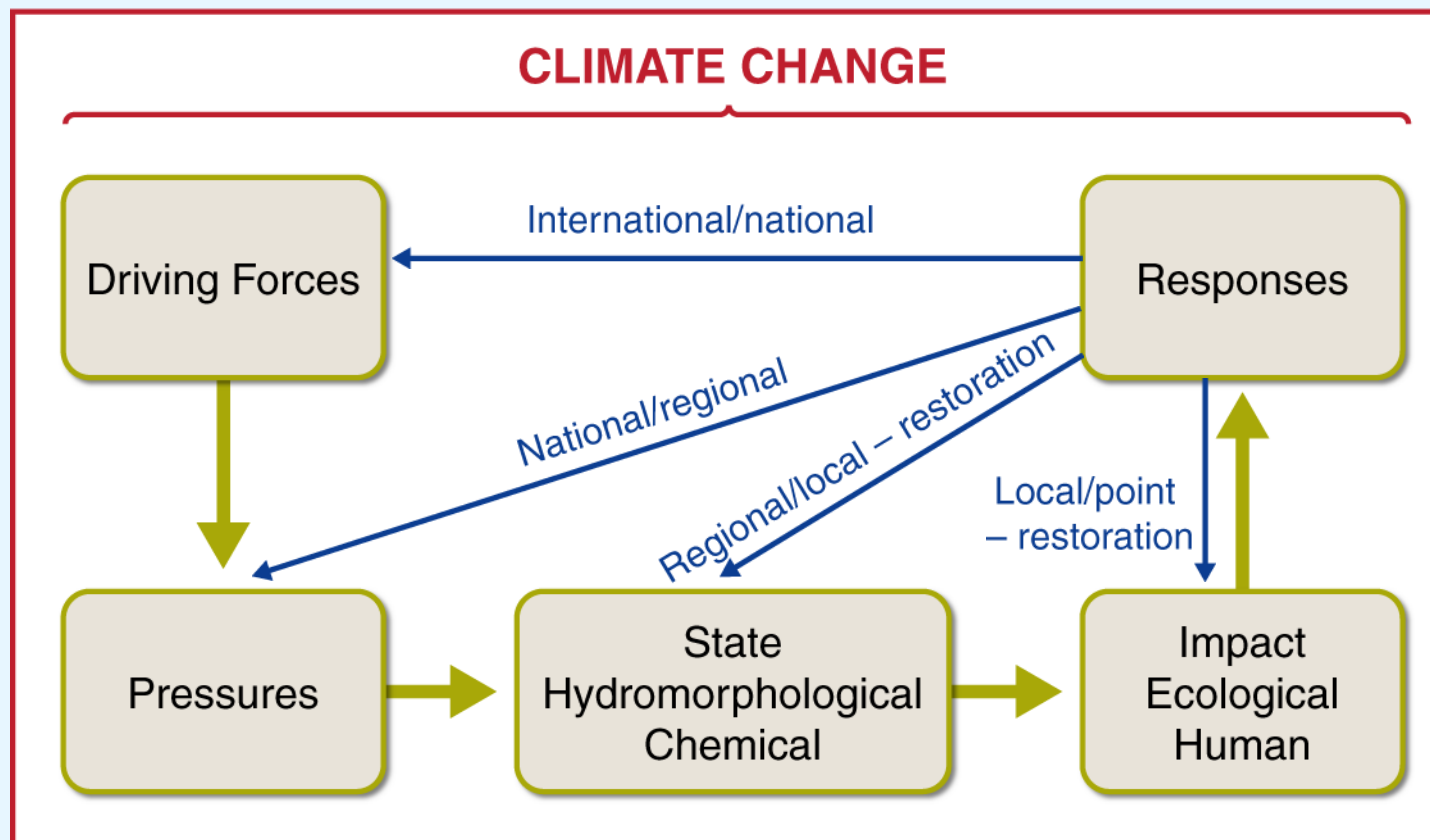 CLIMATE CHANGE
International/national
Driving Forces
Responses
National/regional
Regional/local – restoration
Local/point
– restoration
Pressures
State
Hydromorphological
Chemical
Impact
Ecological
Human